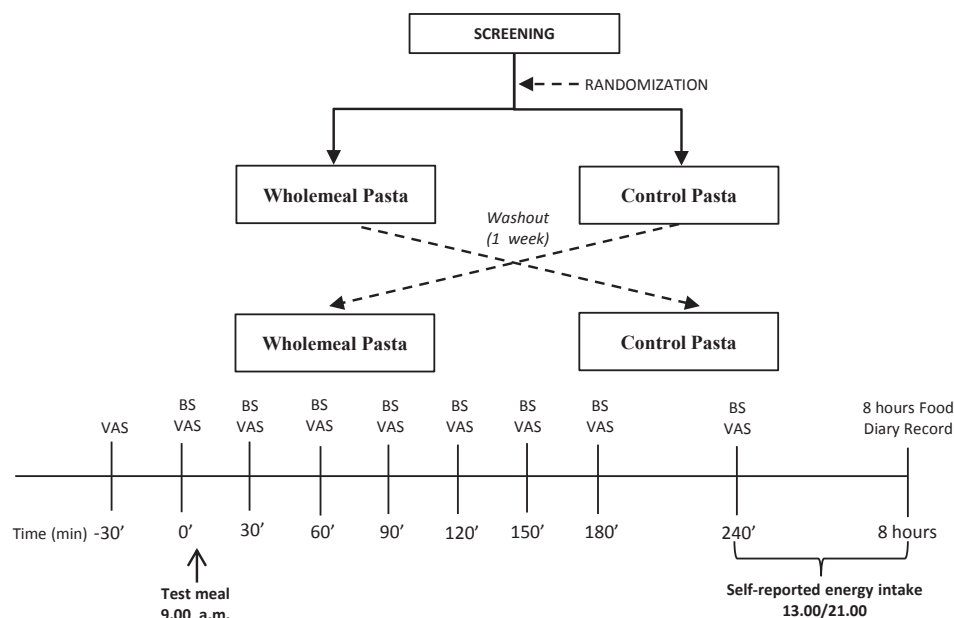 SCREENING
RANDOMIZATION
Wholemeal Pasta
Control Pasta
Washout
(1 week)
Wholemeal Pasta
Control Pasta
VAS
BS
VAS
BS
VAS
BS
VAS
BS
VAS
BS
VAS
BS
VAS
BS
VAS
BS
VAS
8 hours Food
Diary Record
Time (min) -30′ 0′ 30′ 60′ 90′ 120′ 150′ 180′ 240′ 8 hours
Test meal
9.00 a.m.
Self-reported energy intake
13.00/21.00